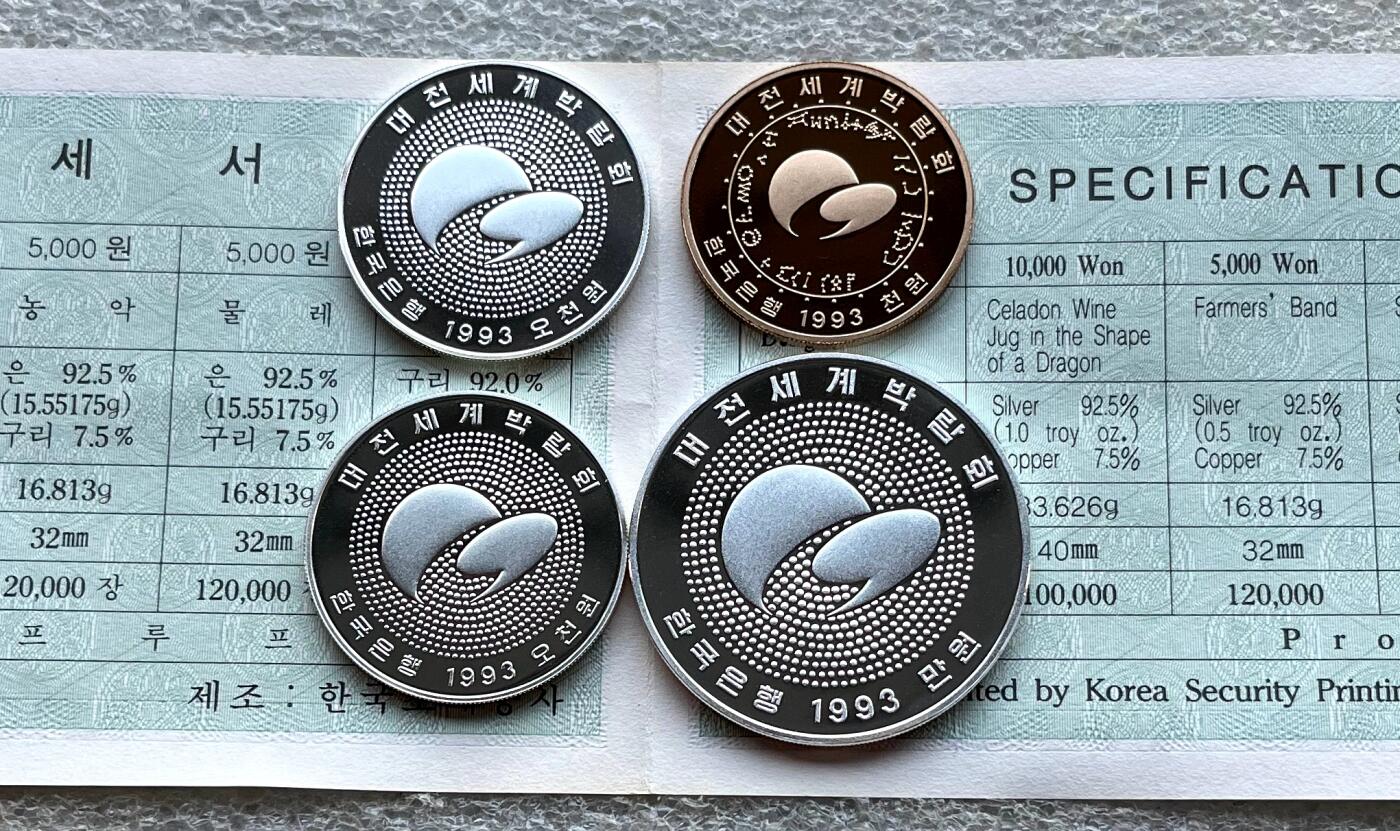 세 서
5,000 원 5,000 원
농 악 물 레
은 92.5% 은 92.5% 구리 92.0%
(15.55175g) (15.55175g)
구리 7.5% 구리 7.5%
16.813g 16.813g
32mm 32mm
20,000 장 120,000
프 루 프
제 조 : 한 국
대전세계박람회
한국은행 1993 오천원
대전세계박람회
한국은행 1993 천원
대전세계박람회
한국은행 1993 오천원
대전세계박람회
한국은행 1993 만원
SPECIFICATIO
10,000 Won 5,000 Won
Celadon Wine Farmers' Band
Jug in the Shape
of a Dragon
Silver 92.5% Silver 92.5%
(1.0 troy oz.) (0.5 troy oz.)
opper 7.5% Copper 7.5%
33.626g 16.813g
40mm 32mm
100,000 120,000
P r o
ted by Korea Security Printi